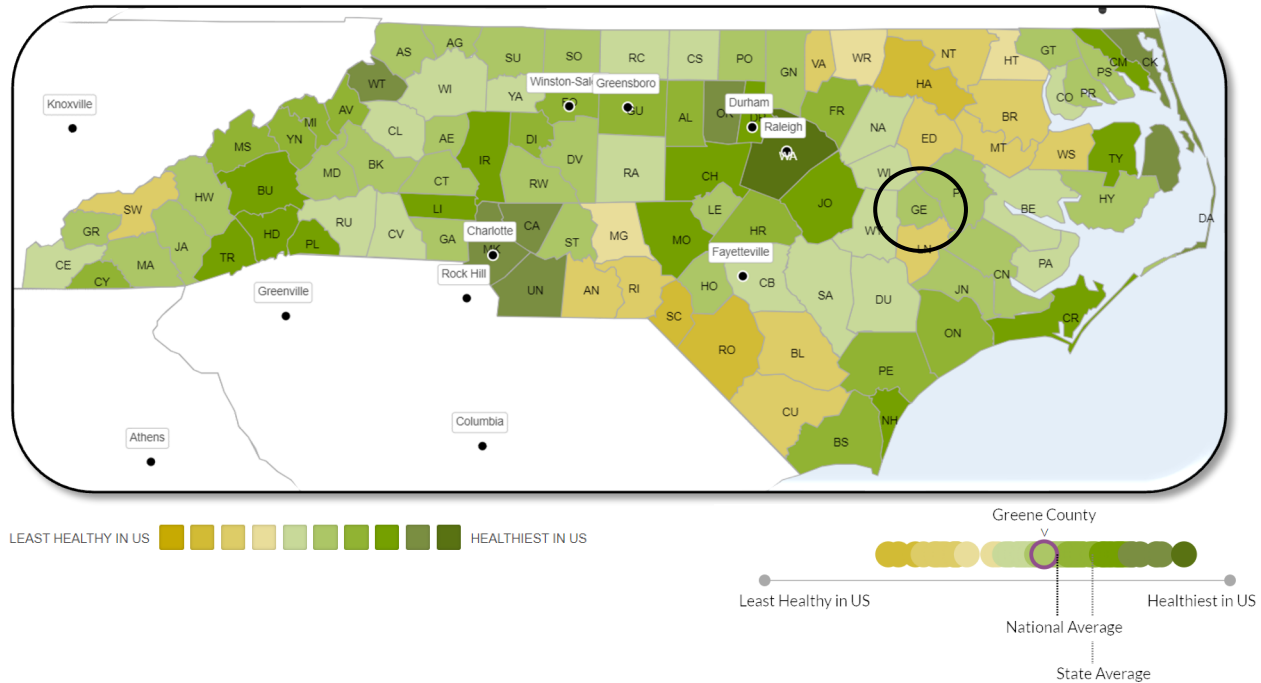 AS
AG
SU
SO
RC
CS
PO
GN
VA
WR
NT
HT
GT
CM
CK
WT
WI
YA
Winston-Sal
Greensboro
HA
PS
PR
CO
Knoxville
AV
MI
YN
CL
AE
DI
GU
AL
Durham
Raleigh
WA
FR
NA
ED
BR
MT
WS
TY
MS
BK
MD
CT
IR
DV
RW
RA
CH
WI
HW
BU
SW
LI
GR
JA
HD
PL
TR
RU
CV
GA
CA
ST
MG
MO
LE
HR
JO
GE
LN
BE
HY
DA
CE
CY
MA
Charlotte
MK
Rock Hill
Fayetteville
UN
AN
RI
SC
HO
CB
SA
DU
JN
CN
PA
Greenville
CR
ON
RO
BL
PE
CU
BS
NH
Columbia
Athens
LEAST HEALTHY IN US
HEALTHIEST IN US
Greene County
Least Healthy in US
Healthiest in US
National Average
State Average